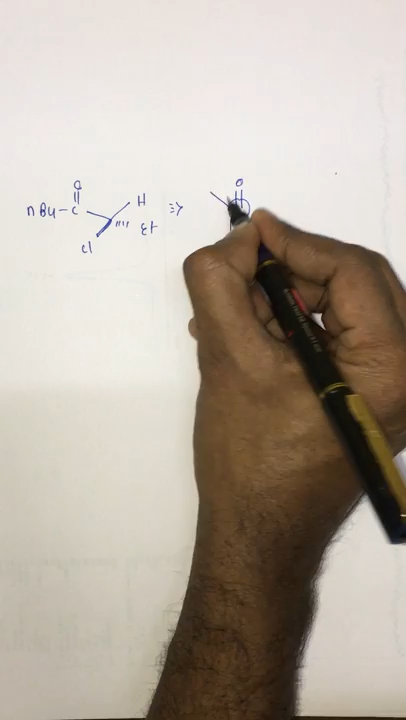 O O
nBu-C H ⇒
Et
Cl